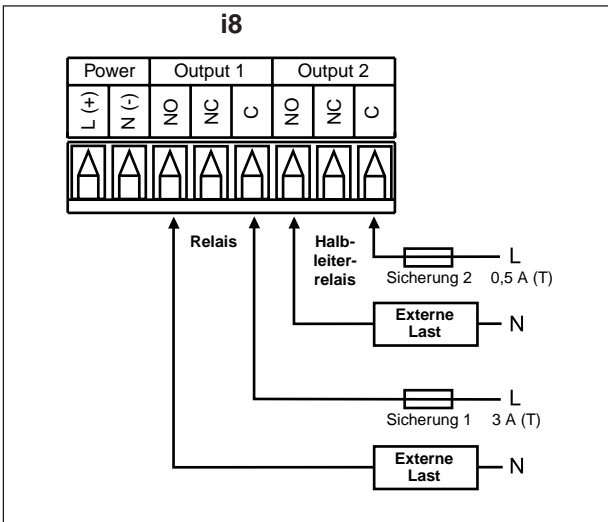 i8
Power Output 1 Output 2
L (+) N (-) NO NC C NO NC C
Relais
Halb-
leiter-
relais
L
Sicherung 2 0,5 A (T)
Externe
Last
N
L
Sicherung 1 3 A (T)
Externe
Last
N